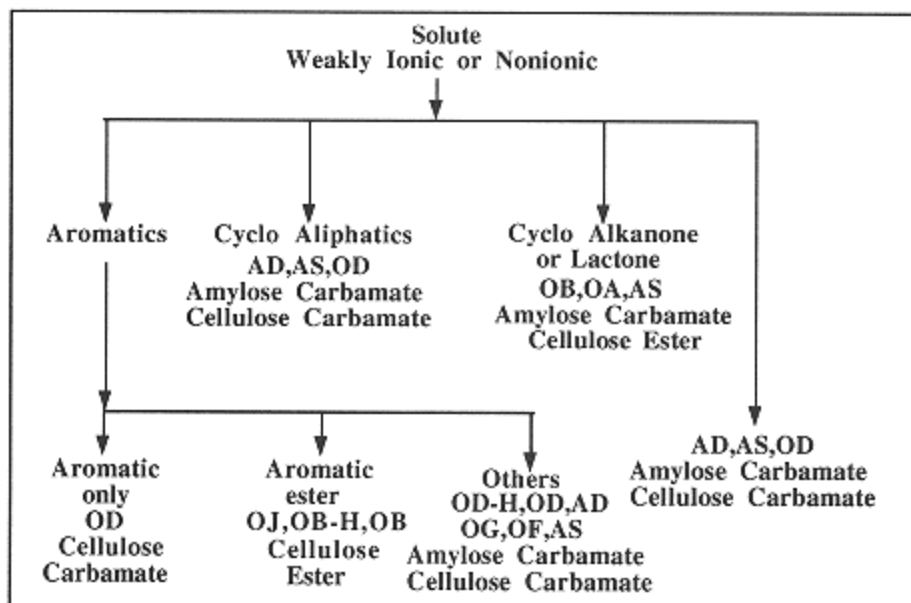 Solute
Weakly Ionic or Nonionic
Aromatics
Cyclo Aliphatics
AD,AS,OD
Amylose Carbamate
Cellulose Carbamate
Cyclo Alkanone
or Lactone
OB,OA,AS
Amylose Carbamate
Cellulose Ester
AD,AS,OD
Amylose Carbamate
Cellulose Carbamate
Aromatic
only
OD
Cellulose
Carbamate
Aromatic
ester
OJ,OB-H,OB
Cellulose
Ester
Others
OD-H,OD,AD
OG,OF,AS
Amylose Carbamate
Cellulose Carbamate